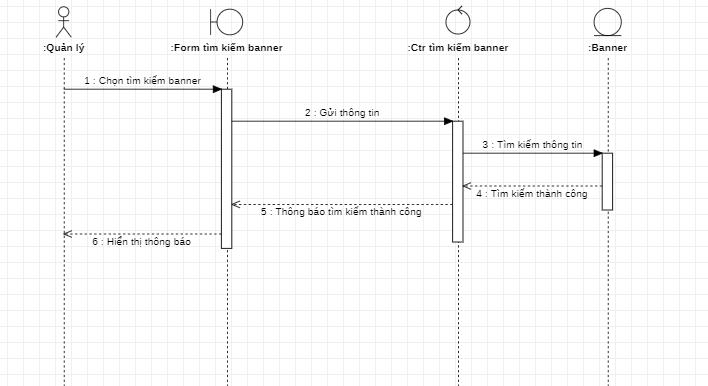 :Quản lý
:Form tìm kiếm banner
:Ctr tìm kiếm banner
:Banner
1 : Chọn tìm kiếm banner
2 : Gửi thông tin
3 : Tìm kiếm thông tin
4 : Tìm kiếm thành công
5 : Thông báo tìm kiếm thành công
6 : Hiển thị thông báo